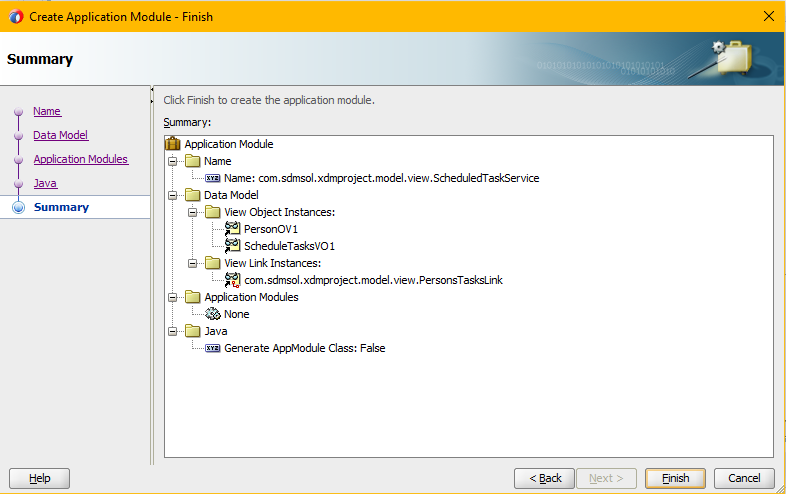 Create Application Module - Finish
Summary
Name
Data Model
Application Modules
Java
Summary
Click Finish to create the application module.
Summary:
Application Module
Name
Name: com.sdmsol.xdmproject.model.view.ScheduledTaskService
Data Model
View Object Instances:
PersonOV1
ScheduleTasksVO1
View Link Instances:
com.sdmsol.xdmproject.model.view.PersonsTasksLink
Application Modules
None
Java
Generate AppModule Class: False
Help
< Back
Next >
Finish
Cancel